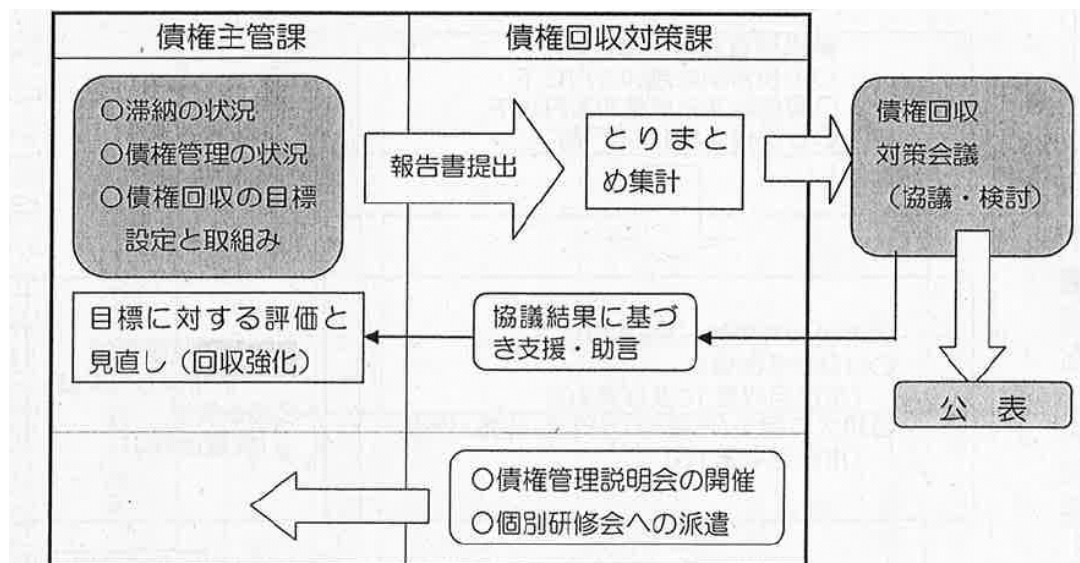 債権主管課
債権回収対策課
○滞納の状況
○債権管理の状況
○債権回収の目標
設定と取組み
報告書提出
とりまと
め集計
債権回収
対策会議
（協議・検討）
目標に対する評価と
見直し（回収強化）
協議結果に基づ
き支援・助言
公 表
○債権管理説明会の開催
○個別研修会への派遣